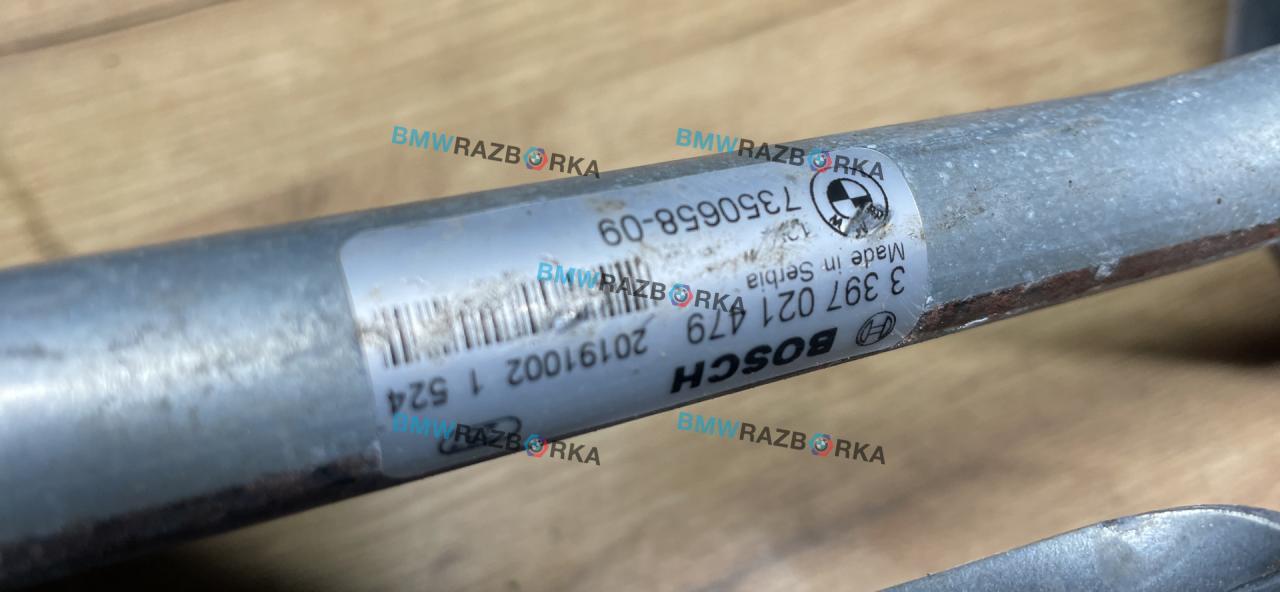 BOSCH
3 397 021 479
Made in Serbia
12V
7350658-09
20191002 1 524
BMWRAZBORKA
BMWRAZBORKA
BMWRAZBORKA
BMWRAZBORKA
BMWRAZBORKA